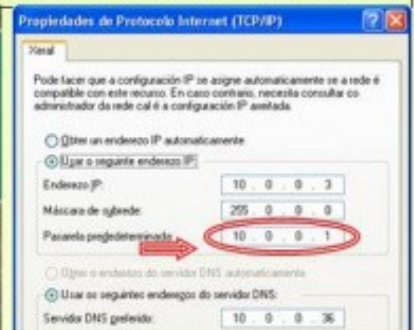 Propiedades de Protocolo Internet (TCP/IP)
Xeral
Pode facer que a configuración IP se asigne automaticamente se a rede é
compatible con este recurso. En caso contrario, necesita consultar co
administrador da rede cal é a configuración IP axeitada.
Obter un enderezo IP automaticamente
Usar o seguinte enderezo IP:
Enderezo IP: 10 . 0 . 0 . 3
Máscara de subrede: 255 . 0 . 0 . 0
Pasarela predeterminada 10 . 0 . 0 . 1
Obter o enderezo do servidor DNS automaticamente
Usar os seguintes enderezos do servidor DNS:
Servidor DNS preferido: 10 . 0 . 0 . 36